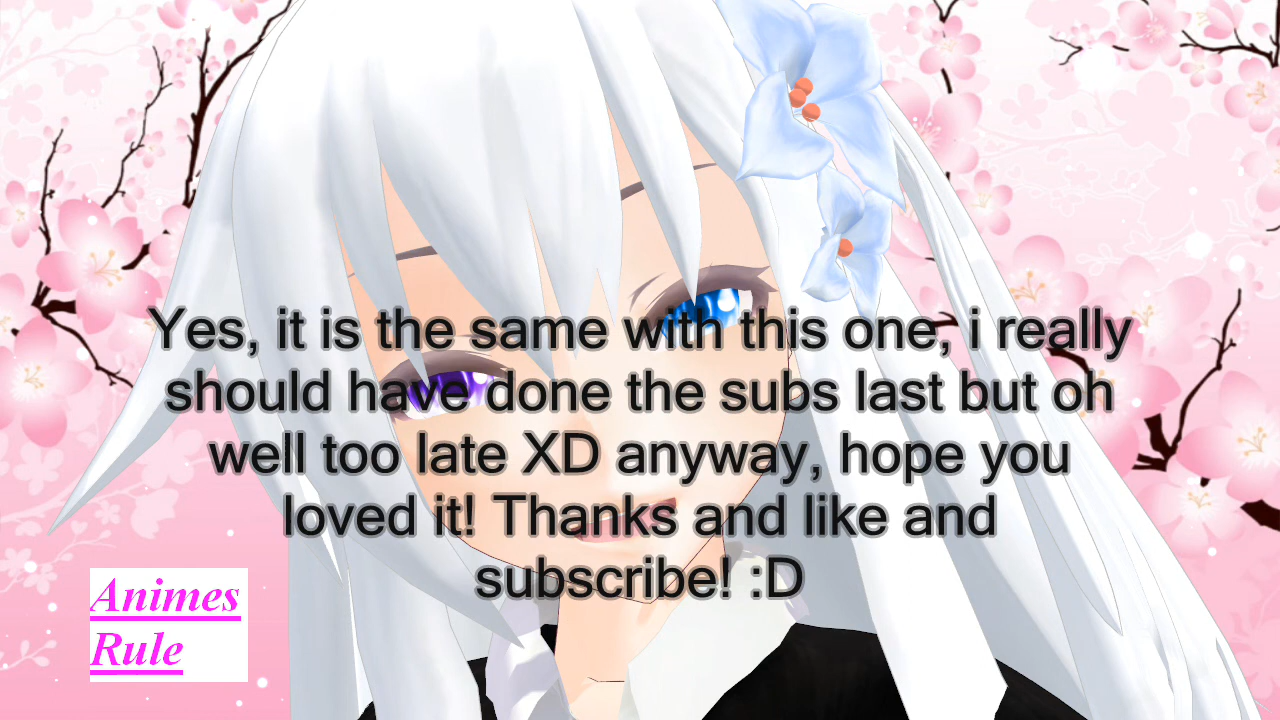 Yes, it is the same with this one, i really
should have done the subs last but oh
well too late XD anyway, hope you
loved it! Thanks and like and
subscribe! :D
Animes
Rule